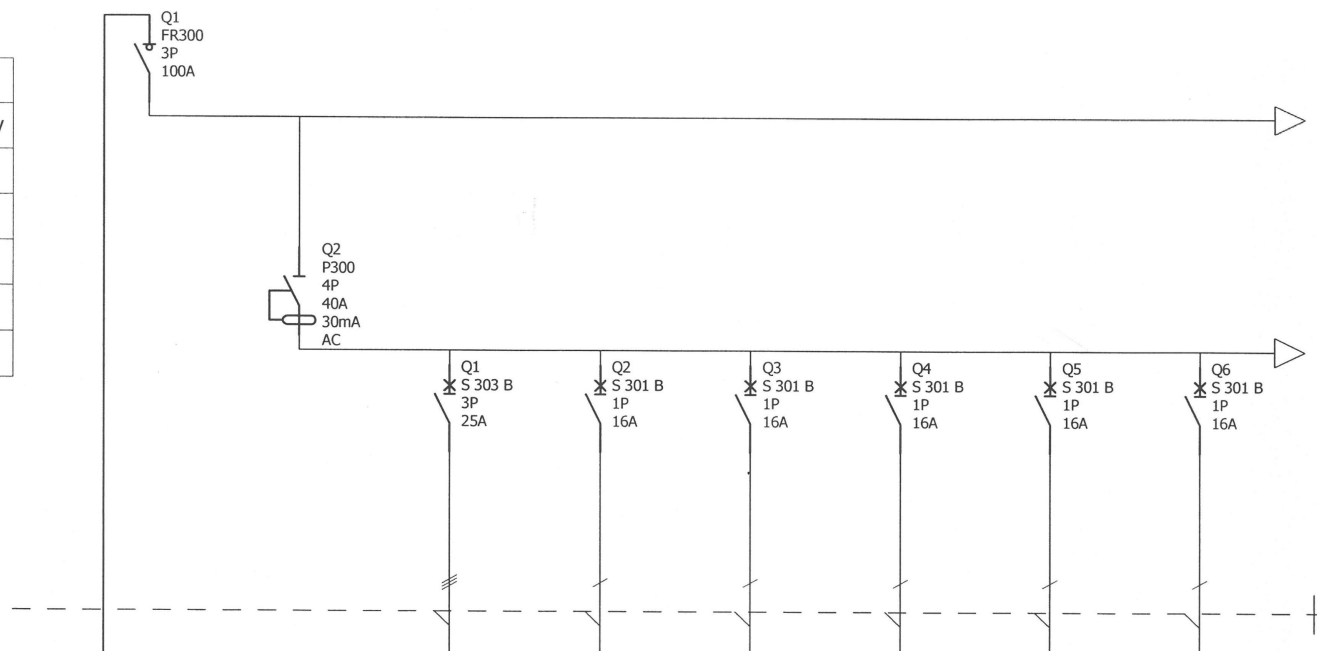 Q1
FR300
3P
100A
Q2
P300
4P
40A
30mA
AC
Q1
S 303 B
3P
25A
Q2
S 301 B
1P
16A
Q3
S 301 B
1P
16A
Q4
S 301 B
1P
16A
Q5
S 301 B
1P
16A
Q6
S 301 B
1P
16A